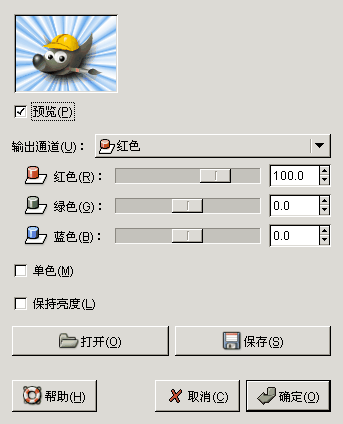 预览(P)
输出通道(U)： 红色
红色(R)： 100.0
绿色(G)： 0.0
蓝色(B)： 0.0
单色(M)
保持亮度(L)
打开(O) 保存(S)
帮助(H) 取消(C) 确定(O)